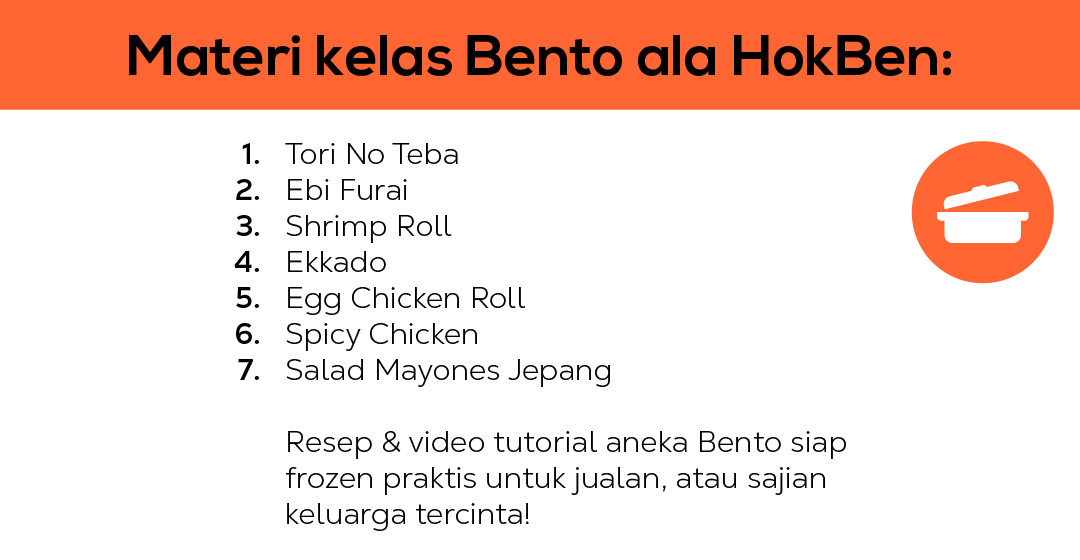 Materi kelas Bento ala HokBen:
1. Tori No Teba
2. Ebi Furai
3. Shrimp Roll
4. Ekkado
5. Egg Chicken Roll
6. Spicy Chicken
7. Salad Mayones Jepang
Resep & video tutorial aneka Bento siap
frozen praktis untuk jualan, atau sajian
keluarga tercinta!